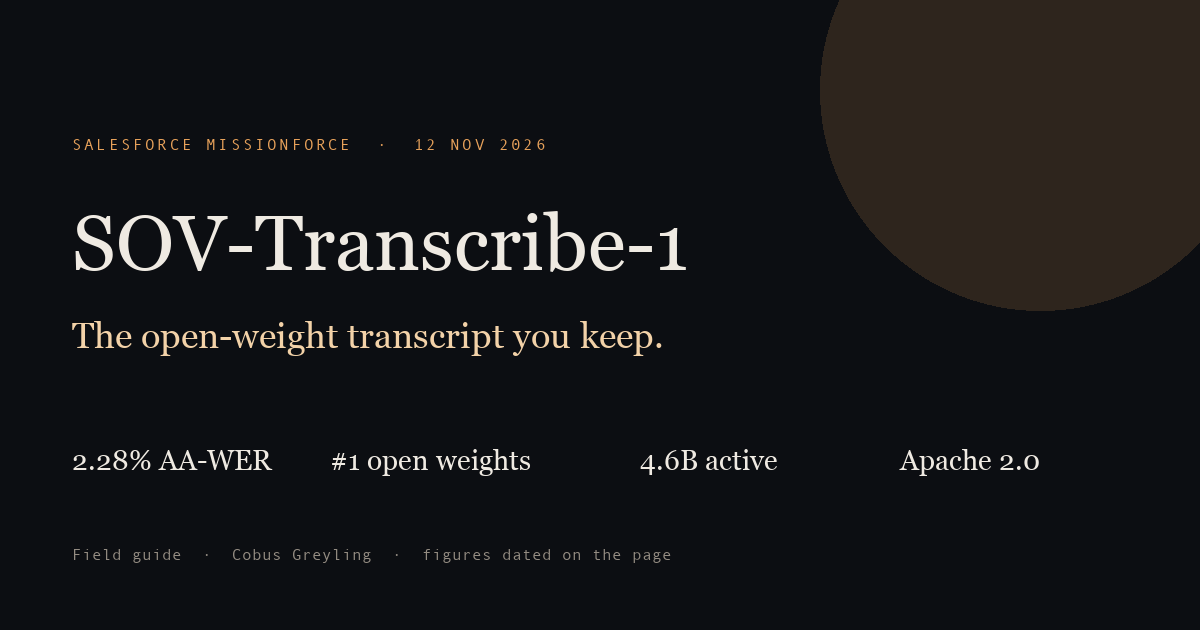 SALESFORCE MISSIONFORCE · 12 NOV 2026
SOV-Transcribe-1
The open-weight transcript you keep.
2.28% AA-WER #1 open weights 4.6B active Apache 2.0
Field guide · Cobus Greyling · figures dated on the page